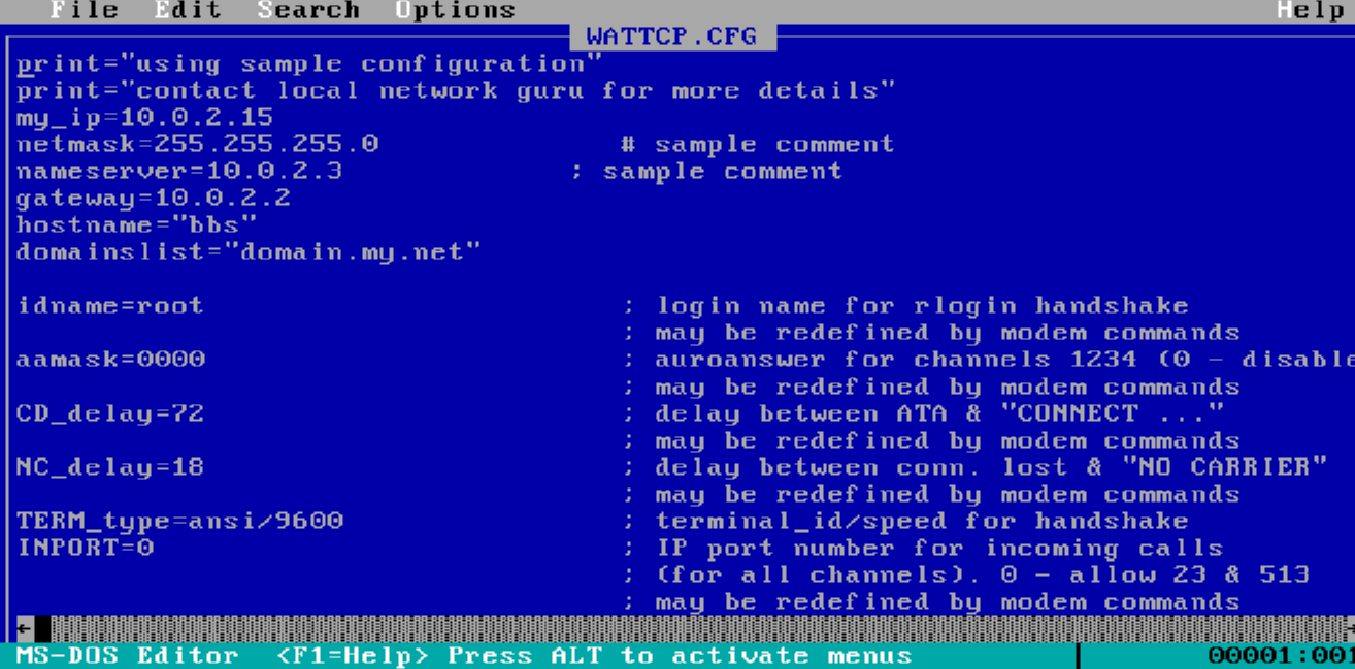 File Edit Search Options Help
WATTCP.CFG
print="using sample configuration"
print="contact local network guru for more details"
my_ip=10.0.2.15
netmask=255.255.255.0 # sample comment
nameserver=10.0.2.3 ; sample comment
gateway=10.0.2.2
hostname="bbs"
domainslist="domain.my.net"
idname=root ; login name for rlogin handshake
; may be redefined by modem commands
aamask=0000 ; auroanswer for channels 1234 (0 - disable
; may be redefined by modem commands
CD_delay=72 ; delay between ATA & "CONNECT ..."
; may be redefined by modem commands
NC_delay=18 ; delay between conn. lost & "NO CARRIER"
; may be redefined by modem commands
TERM_type=ansi/9600 ; terminal_id/speed for handshake
INPORT=0 ; IP port number for incoming calls
; (for all channels). 0 - allow 23 & 513
; may be redefined by modem commands
MS-DOS Editor <F1=Help> Press ALT to activate menus 00001:001